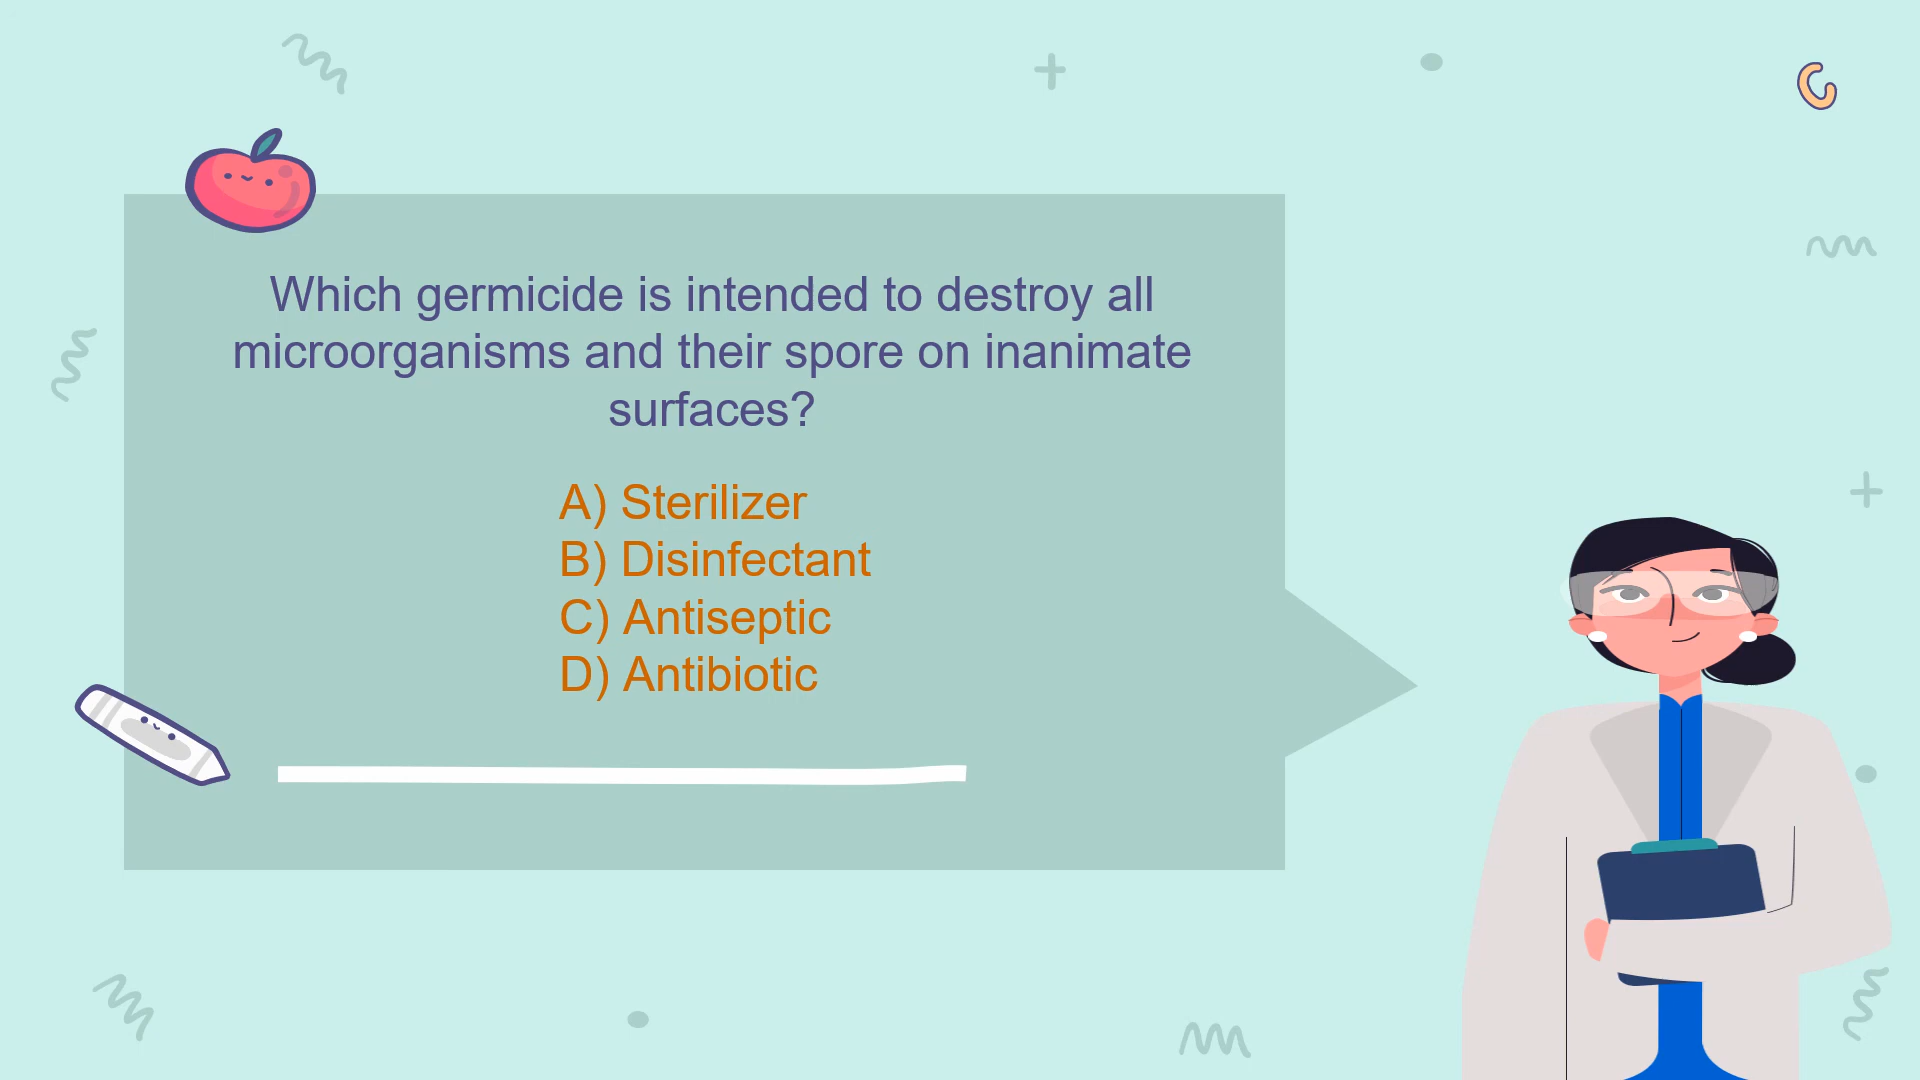 Which germicide is intended to destroy all
microorganisms and their spore on inanimate
surfaces?
A) Sterilizer
B) Disinfectant
C) Antiseptic
D) Antibiotic